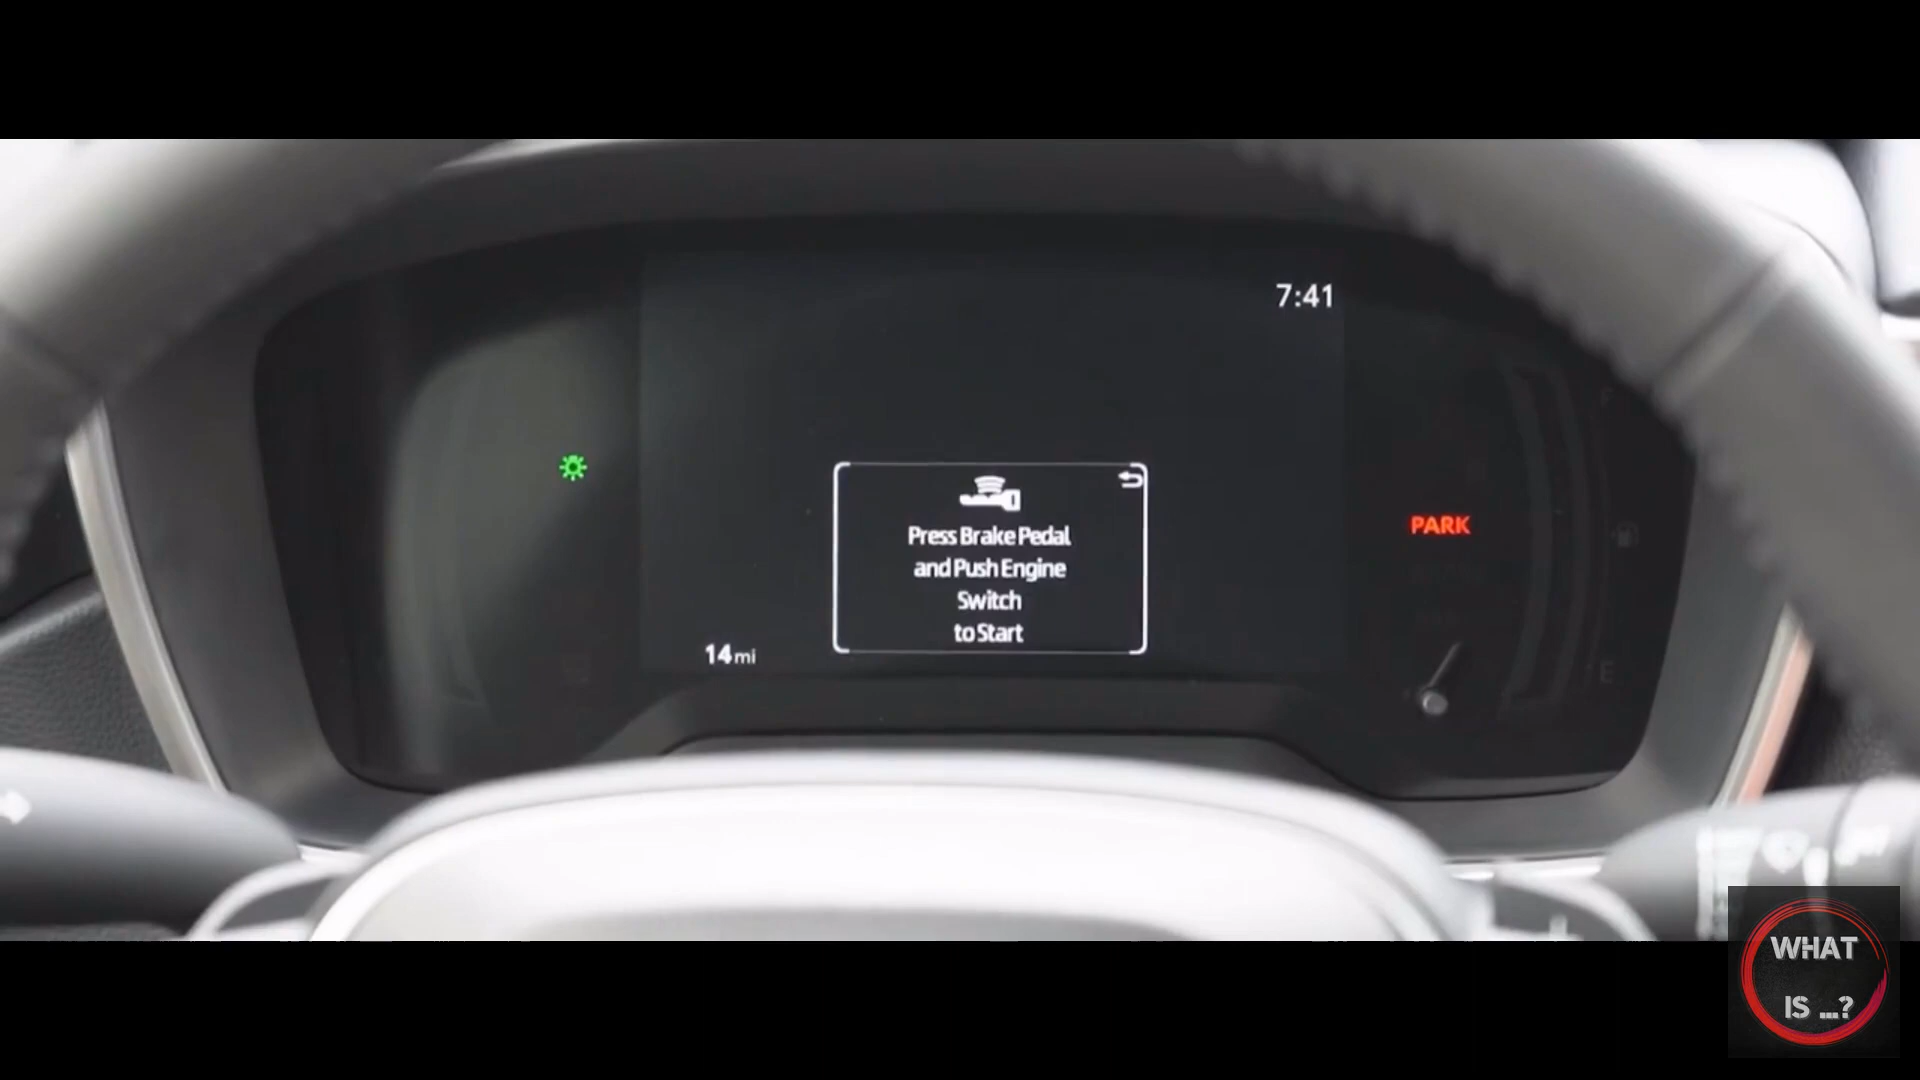 7:41
Press Brake Pedal
and Push Engine
Switch
to Start
PARK
14mi
E
WHAT
IS ...?